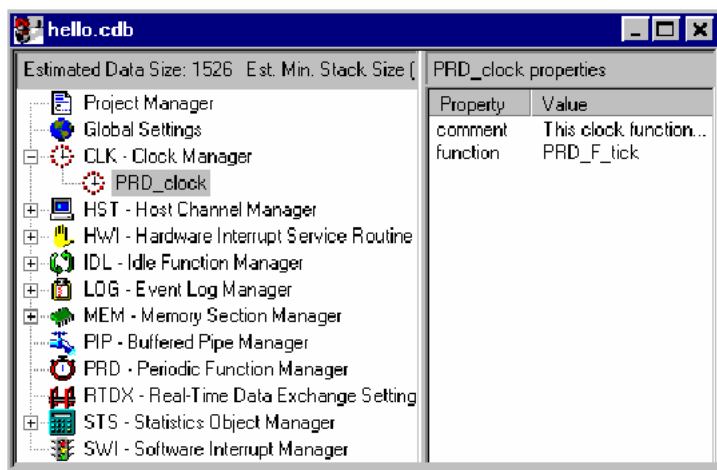 hello.cdb
Estimated Data Size: 1526 Est. Min. Stack Size (
Project Manager
Global Settings
CLK - Clock Manager
PRD_clock
HST - Host Channel Manager
HWI - Hardware Interrupt Service Routine
IDL - Idle Function Manager
LOG - Event Log Manager
MEM - Memory Section Manager
PIP - Buffered Pipe Manager
PRD - Periodic Function Manager
RTDX - Real-Time Data Exchange Setting
STS - Statistics Object Manager
SWI - Software Interrupt Manager
PRD_clock properties
Property Value
comment This clock function...
function PRD_F_tick